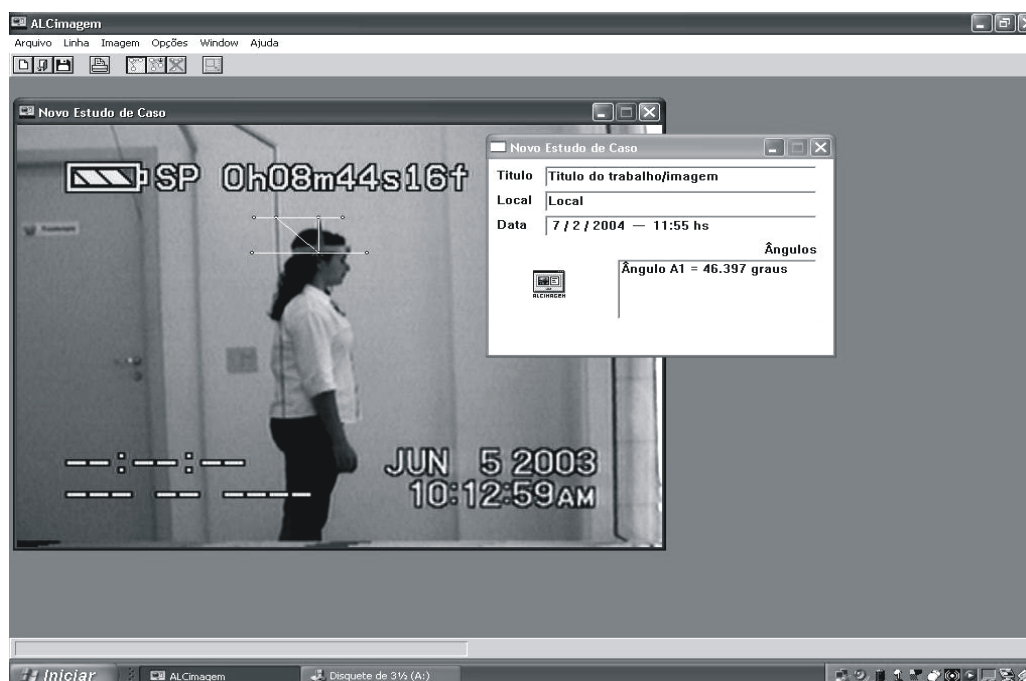 ALCimagem
Arquivo Linha Imagem Opções Window Ajuda
Novo Estudo de Caso
SP 0h08m44s16f
JUN 5 2003
10:12:59AM
Novo Estudo de Caso
Titulo Titulo do trabalho/imagem
Local Local
Data 7 / 2 / 2004 — 11:55 hs
Ângulos
Ângulo A1 = 46.397 graus
ALCIMAGEM
Iniciar ALCimagem Disquete de 3½ (A:)